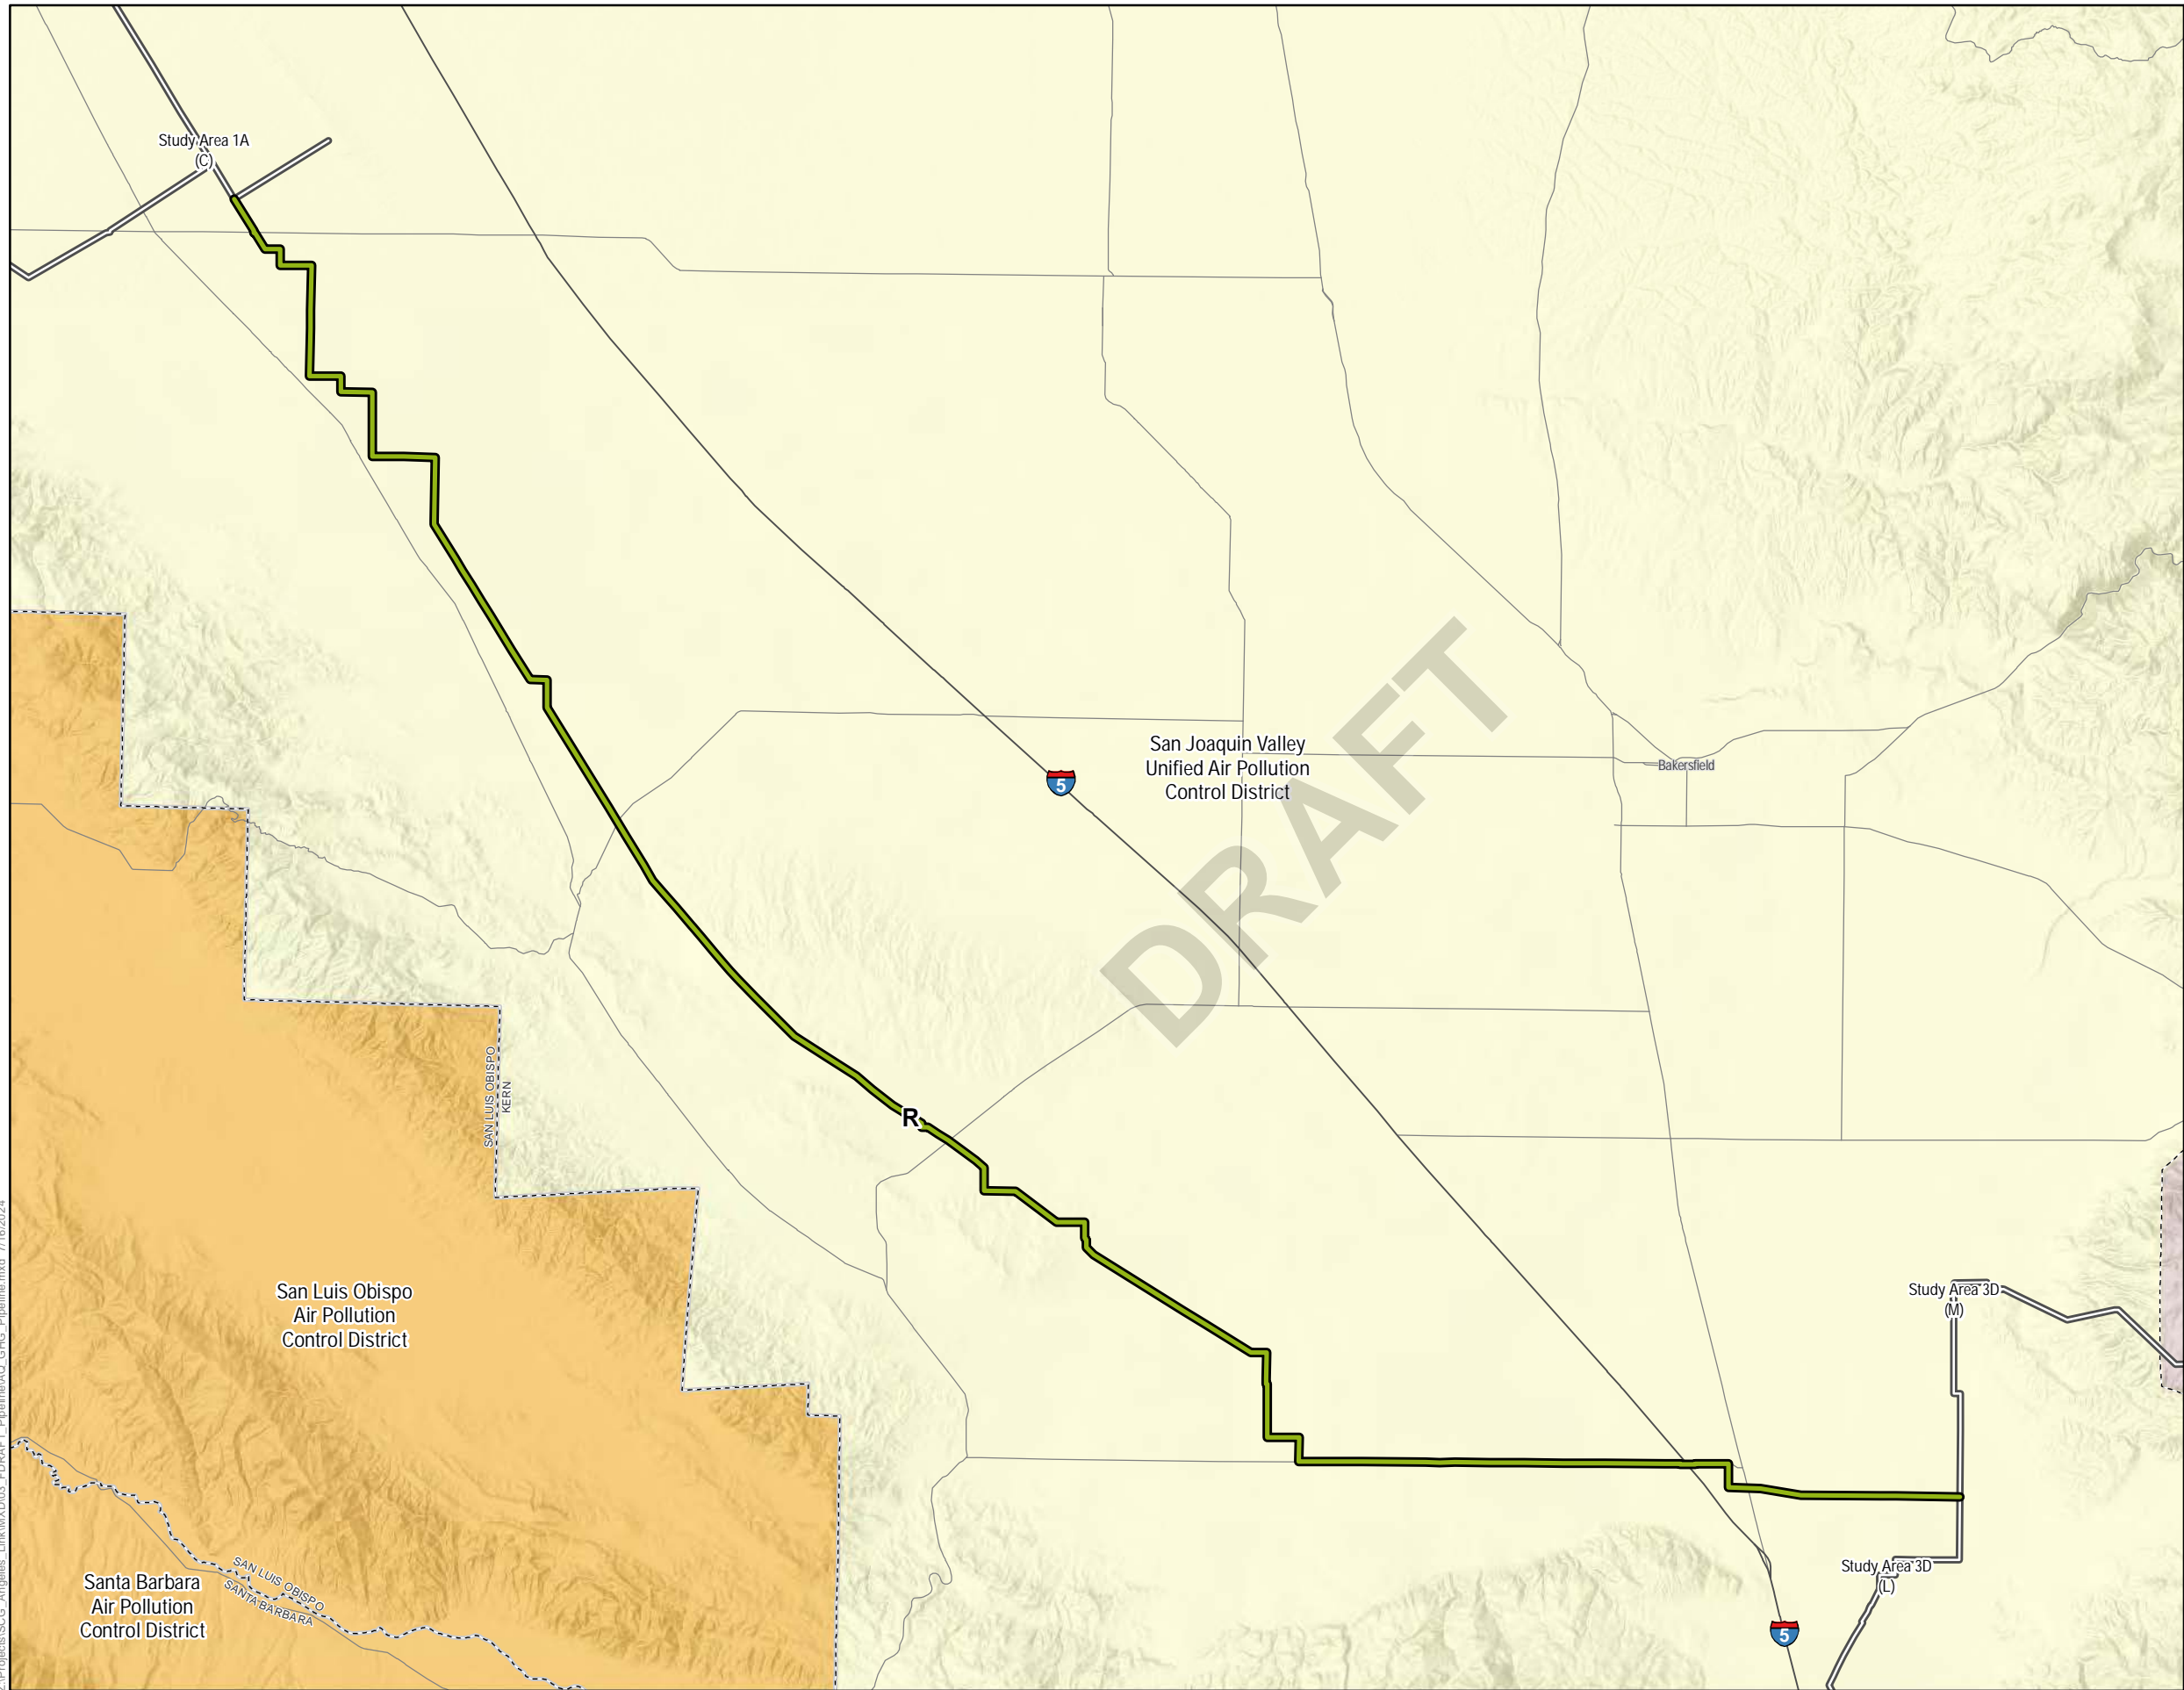 Study Area 1A
(C)
San Joaquin Valley
Unified Air Pollution
Control District
5
Bakersfield
DRAFT
SAN LUIS OBISPO
KERN
R
San Luis Obispo
Air Pollution
Control District
Study Area 3D
(M)
Study Area 3D
(L)
SAN LUIS OBISPO
SANTA BARBARA
Santa Barbara
Air Pollution
Control District
5